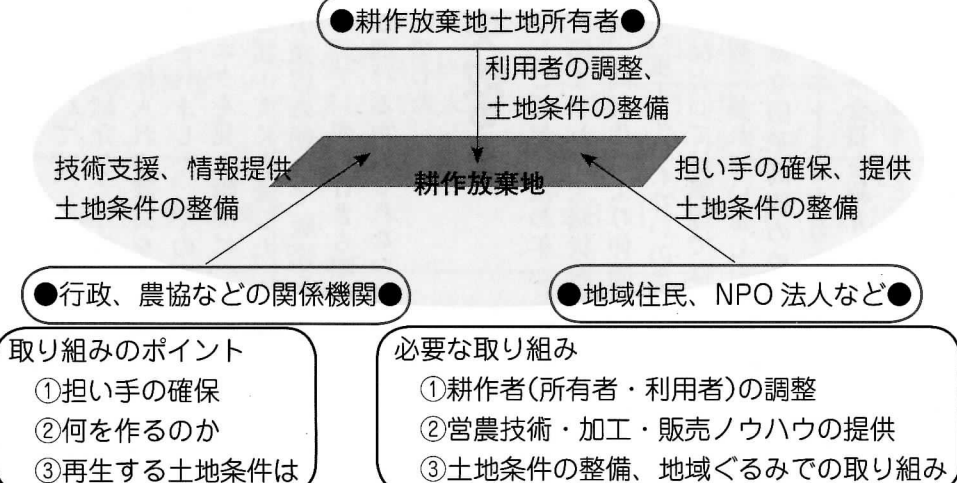 ●耕作放棄地土地所有者●
利用者の調整、
土地条件の整備
技術支援、情報提供
土地条件の整備
耕作放棄地
担い手の確保、提供
土地条件の整備
●行政、農協などの関係機関●
●地域住民、NPO 法人など●
取り組みのポイント
①担い手の確保
②何を作るのか
③再生する土地条件は
必要な取り組み
①耕作者(所有者・利用者)の調整
②営農技術・加工・販売ノウハウの提供
③土地条件の整備、地域ぐるみでの取り組み